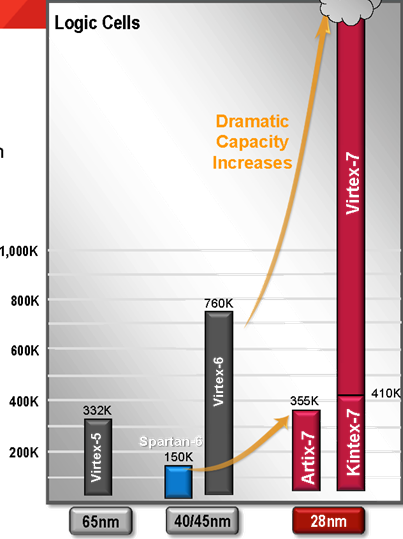 Logic Cells
Dramatic
Capacity
Increases
Virtex-7
1,000K
800K
760K
600K
Virtex-6
400K
410K
355K
332K
Spartan-6
200K
150K
Virtex-5
Artix-7
Kintex-7
65nm
40/45nm
28nm